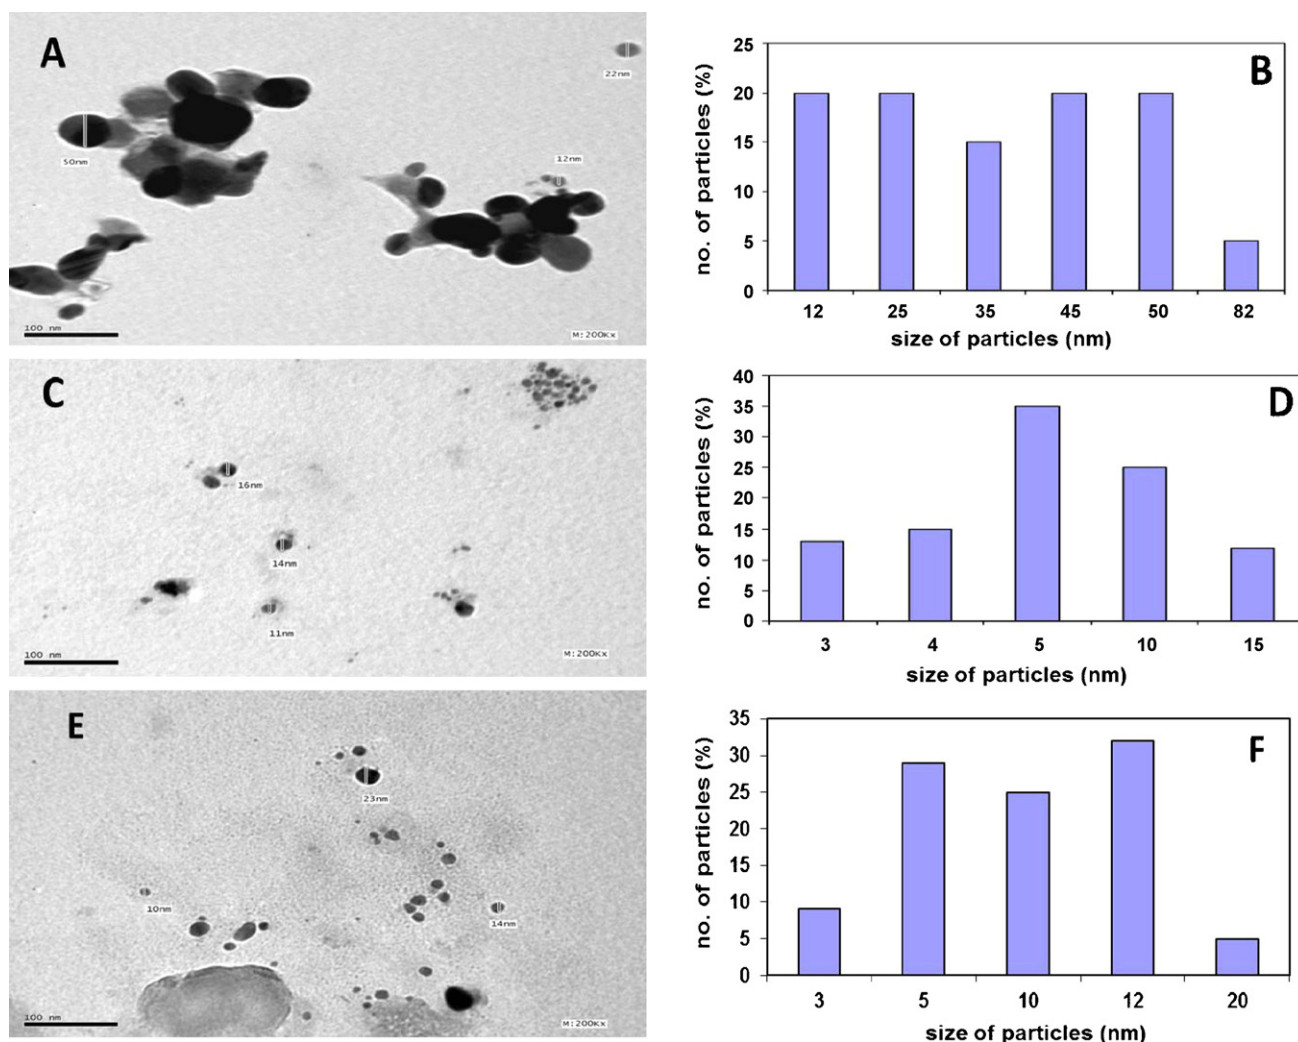 A
22nm
50nm
12nm
100 nm
M:200Kx
B
25
20
15
10
5
0
no. of particles (%)
12 25 35 45 50 82
size of particles (nm)
C
16nm
14nm
11nm
100 nm
M:200Kx
D
40
35
30
25
20
15
10
5
0
no. of particles (%)
3 4 5 10 15
size of particles (nm)
E
23nm
10nm
14nm
100 nm
M:200Kx
F
35
30
25
20
15
10
5
0
no. of particles (%)
3 5 10 12 20
size of particles (nm)